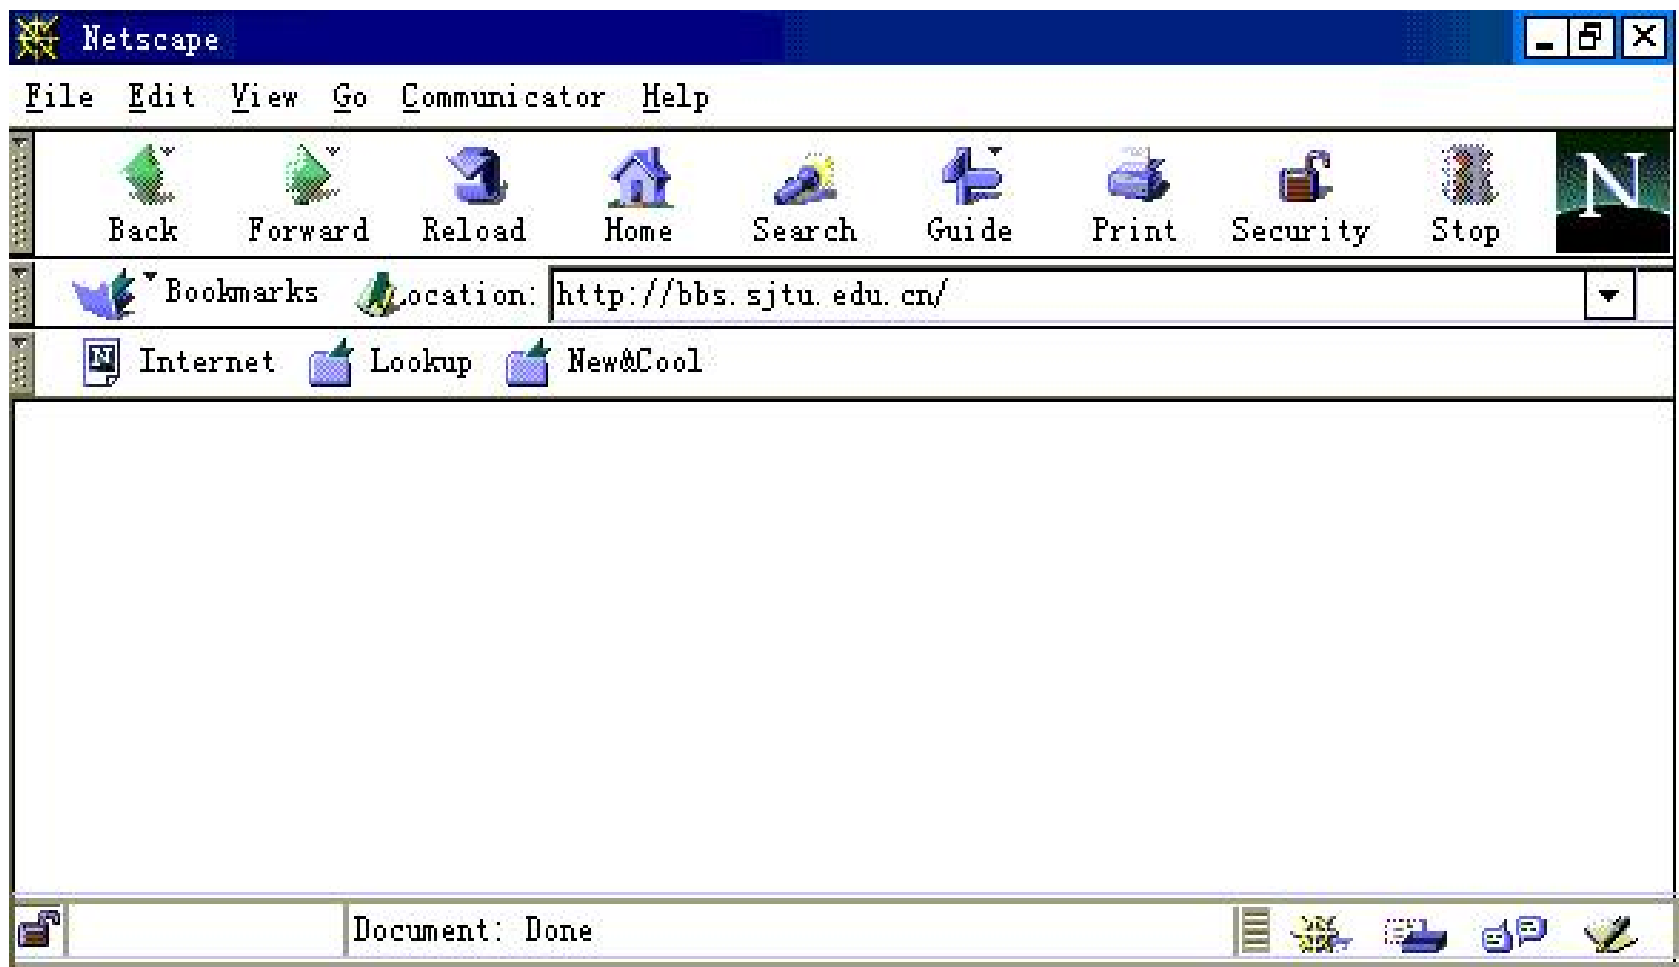 Netscape
File Edit View Go Communicator Help
Back Forward Reload Home Search Guide Print Security Stop N
Bookmarks Location: http://bbs.sjtu.edu.cn/
N Internet Lookup New&Cool
Document: Done